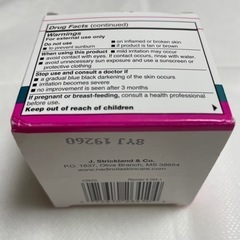 Drug Facts (continued)
Warnings
For external use only
Do not use • on inflamed or broken skin
• to prevent sunburn • if product is tan or brown
When using this product • mild irritation may occur
• avoid contact with eyes. If contact occurs, rinse with water.
• avoid unnecessary sun exposure and use a sunscreen or
protective clothing
Stop use and consult a doctor if
• a gradual blue black darkening of the skin occurs
• irritation becomes severe
• no improvement is seen after 3 months
If pregnant or breast-feeding, consult a health professional
before use.
Keep out of reach of children
8YJ 19260
J. Strickland & Co.
P.O. 1637, Olive Branch, MS 38654
www.nadinolaskincare.com